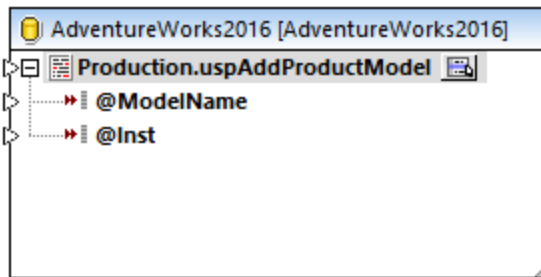 AdventureWorks2016 [AdventureWorks2016]
Production.uspAddProductModel
@ModelName
@Inst